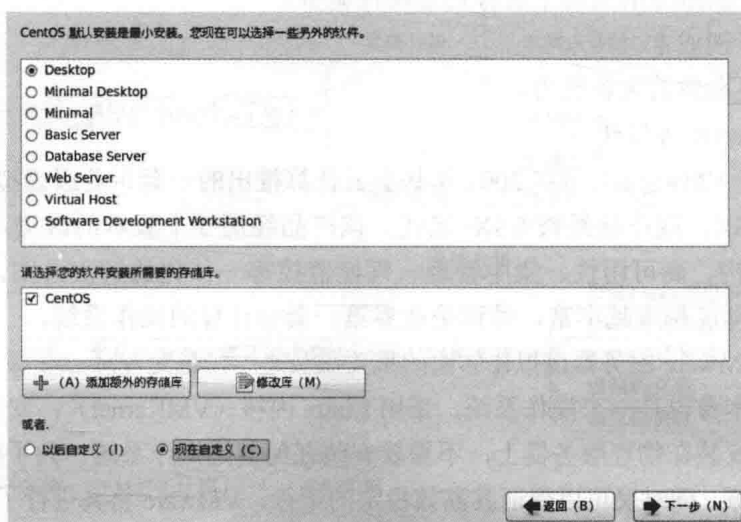 CentOS 默认安装是最小安装。您现在可以选择一些另外的软件。
Desktop
Minimal Desktop
Minimal
Basic Server
Database Server
Web Server
Virtual Host
Software Development Workstation
请选择您的软件安装所需要的存储库。
CentOS
(A) 添加额外的存储库 修改库 (M)
或者.
以后自定义 (I) 现在自定义 (C)
返回 (B) 下一步 (N)